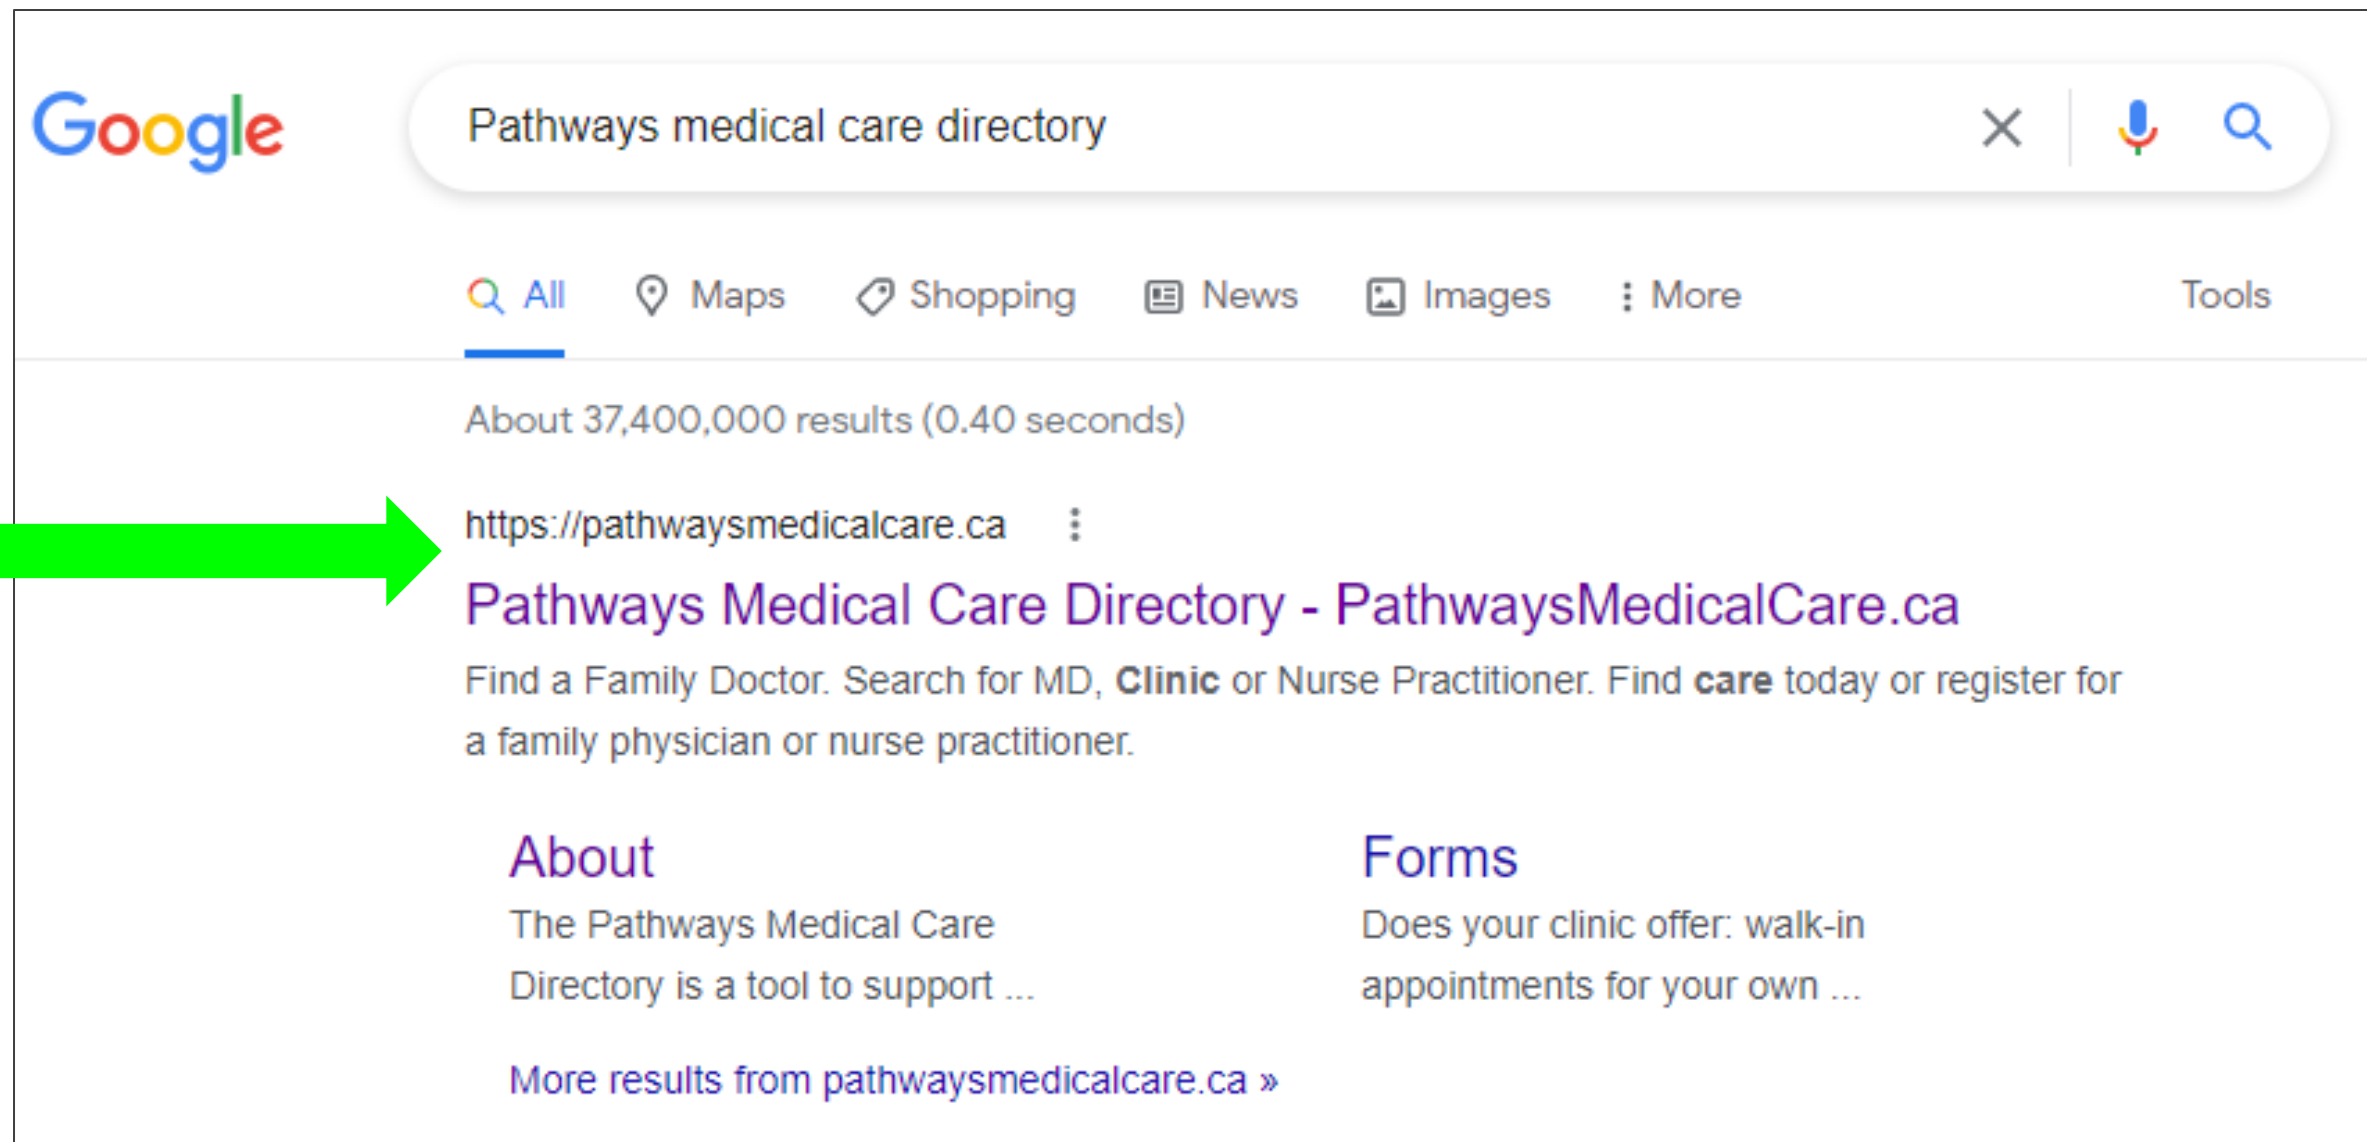 Google
Pathways medical care directory
All Maps Shopping News Images More Tools
About 37,400,000 results (0.40 seconds)
https://pathwaysmedicalcare.ca
Pathways Medical Care Directory - PathwaysMedicalCare.ca
Find a Family Doctor. Search for MD, Clinic or Nurse Practitioner. Find care today or register for
a family physician or nurse practitioner.
About
The Pathways Medical Care
Directory is a tool to support ...
Forms
Does your clinic offer: walk-in
appointments for your own ...
More results from pathwaysmedicalcare.ca »